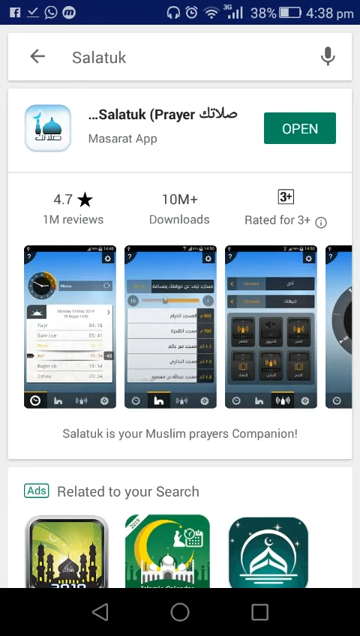 3G
38%
4:38 pm
Salatuk
...Salatuk (Prayer صلاتك
Masarat App
OPEN
4.7 ★
1M reviews
10M+
Downloads
3+
Rated for 3+
Salatuk is your Muslim prayers Companion!
Ads
Related to your Search